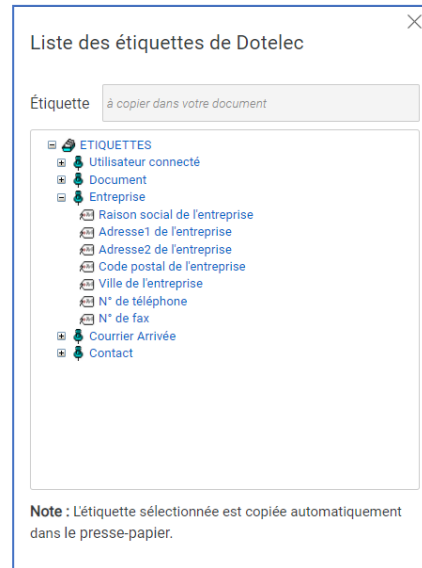 Liste des étiquettes de Dotelec
Étiquette à copier dans votre document
ETIQUETTES
Utilisateur connecté
Document
Entreprise
Raison social de l'entreprise
Adresse1 de l'entreprise
Adresse2 de l'entreprise
Code postal de l'entreprise
Ville de l'entreprise
N° de téléphone
N° de fax
Courrier Arrivée
Contact
Note : L'étiquette sélectionnée est copiée automatiquement
dans le presse-papier.